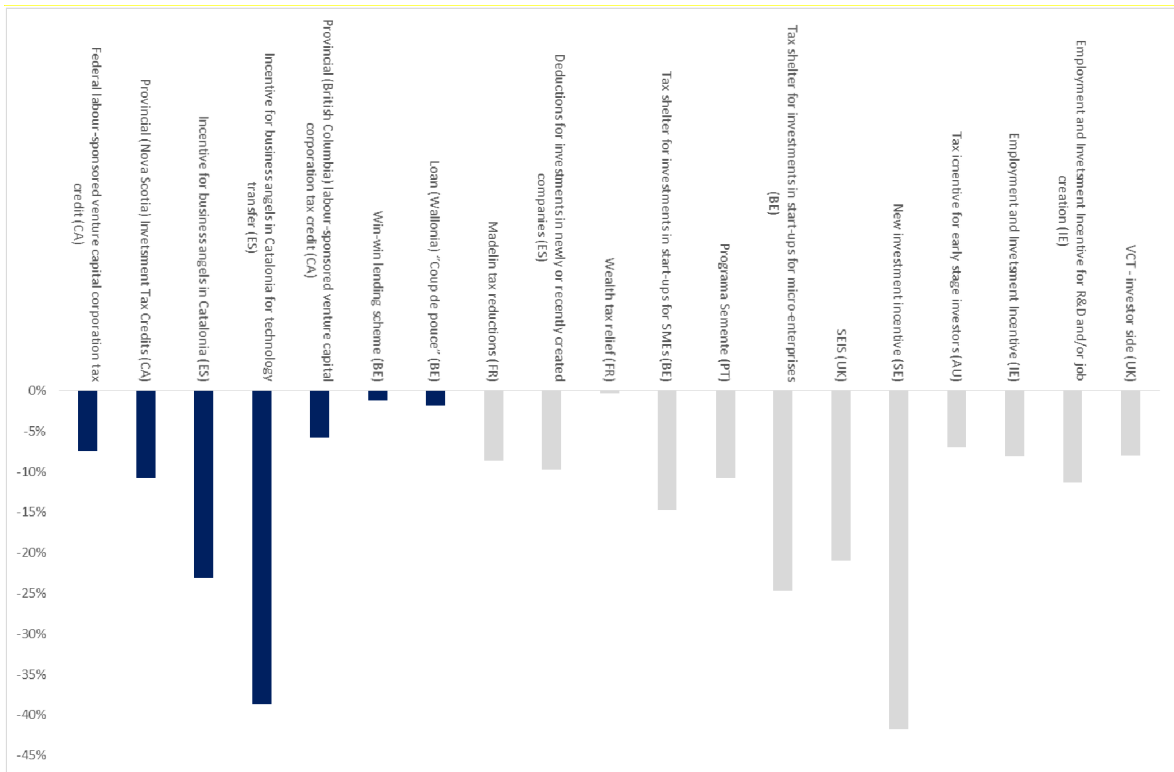 Federal labour-sponsored venture capital corporation tax
credit (CA)
Provincial (Nova Scotia) Invetsment Tax Credits (CA)
Incentive for business angels in Catalonia (ES)
Incentive for business angels in Catalonia for technology
transfer (ES)
Provincial (British Columbia) labour-sponsored venture capital
corporation tax credit (CA)
Win-win lending scheme (BE)
Loan (Wallonia) "Coup de pouce" (BE)
Madelin tax reductions (FR)
Deductions for investments in newly or recently created
companies (ES)
Wealth tax relief (FR)
Tax shelter for investments in start-ups for SMEs (BE)
Programa Semente (PT)
Tax shelter for investments in start-ups for micro-enterprises
(BE)
SEIS (UK)
New investment incentive (SE)
Tax icnentive for early stage investors (AU)
Employment and Invetsment Incentive (IE)
Employment and Invetsment Incentive for R&D and/or job
creation (IE)
VCT - investor side (UK)
0%
-5%
-10%
-15%
-20%
-25%
-30%
-35%
-40%
-45%